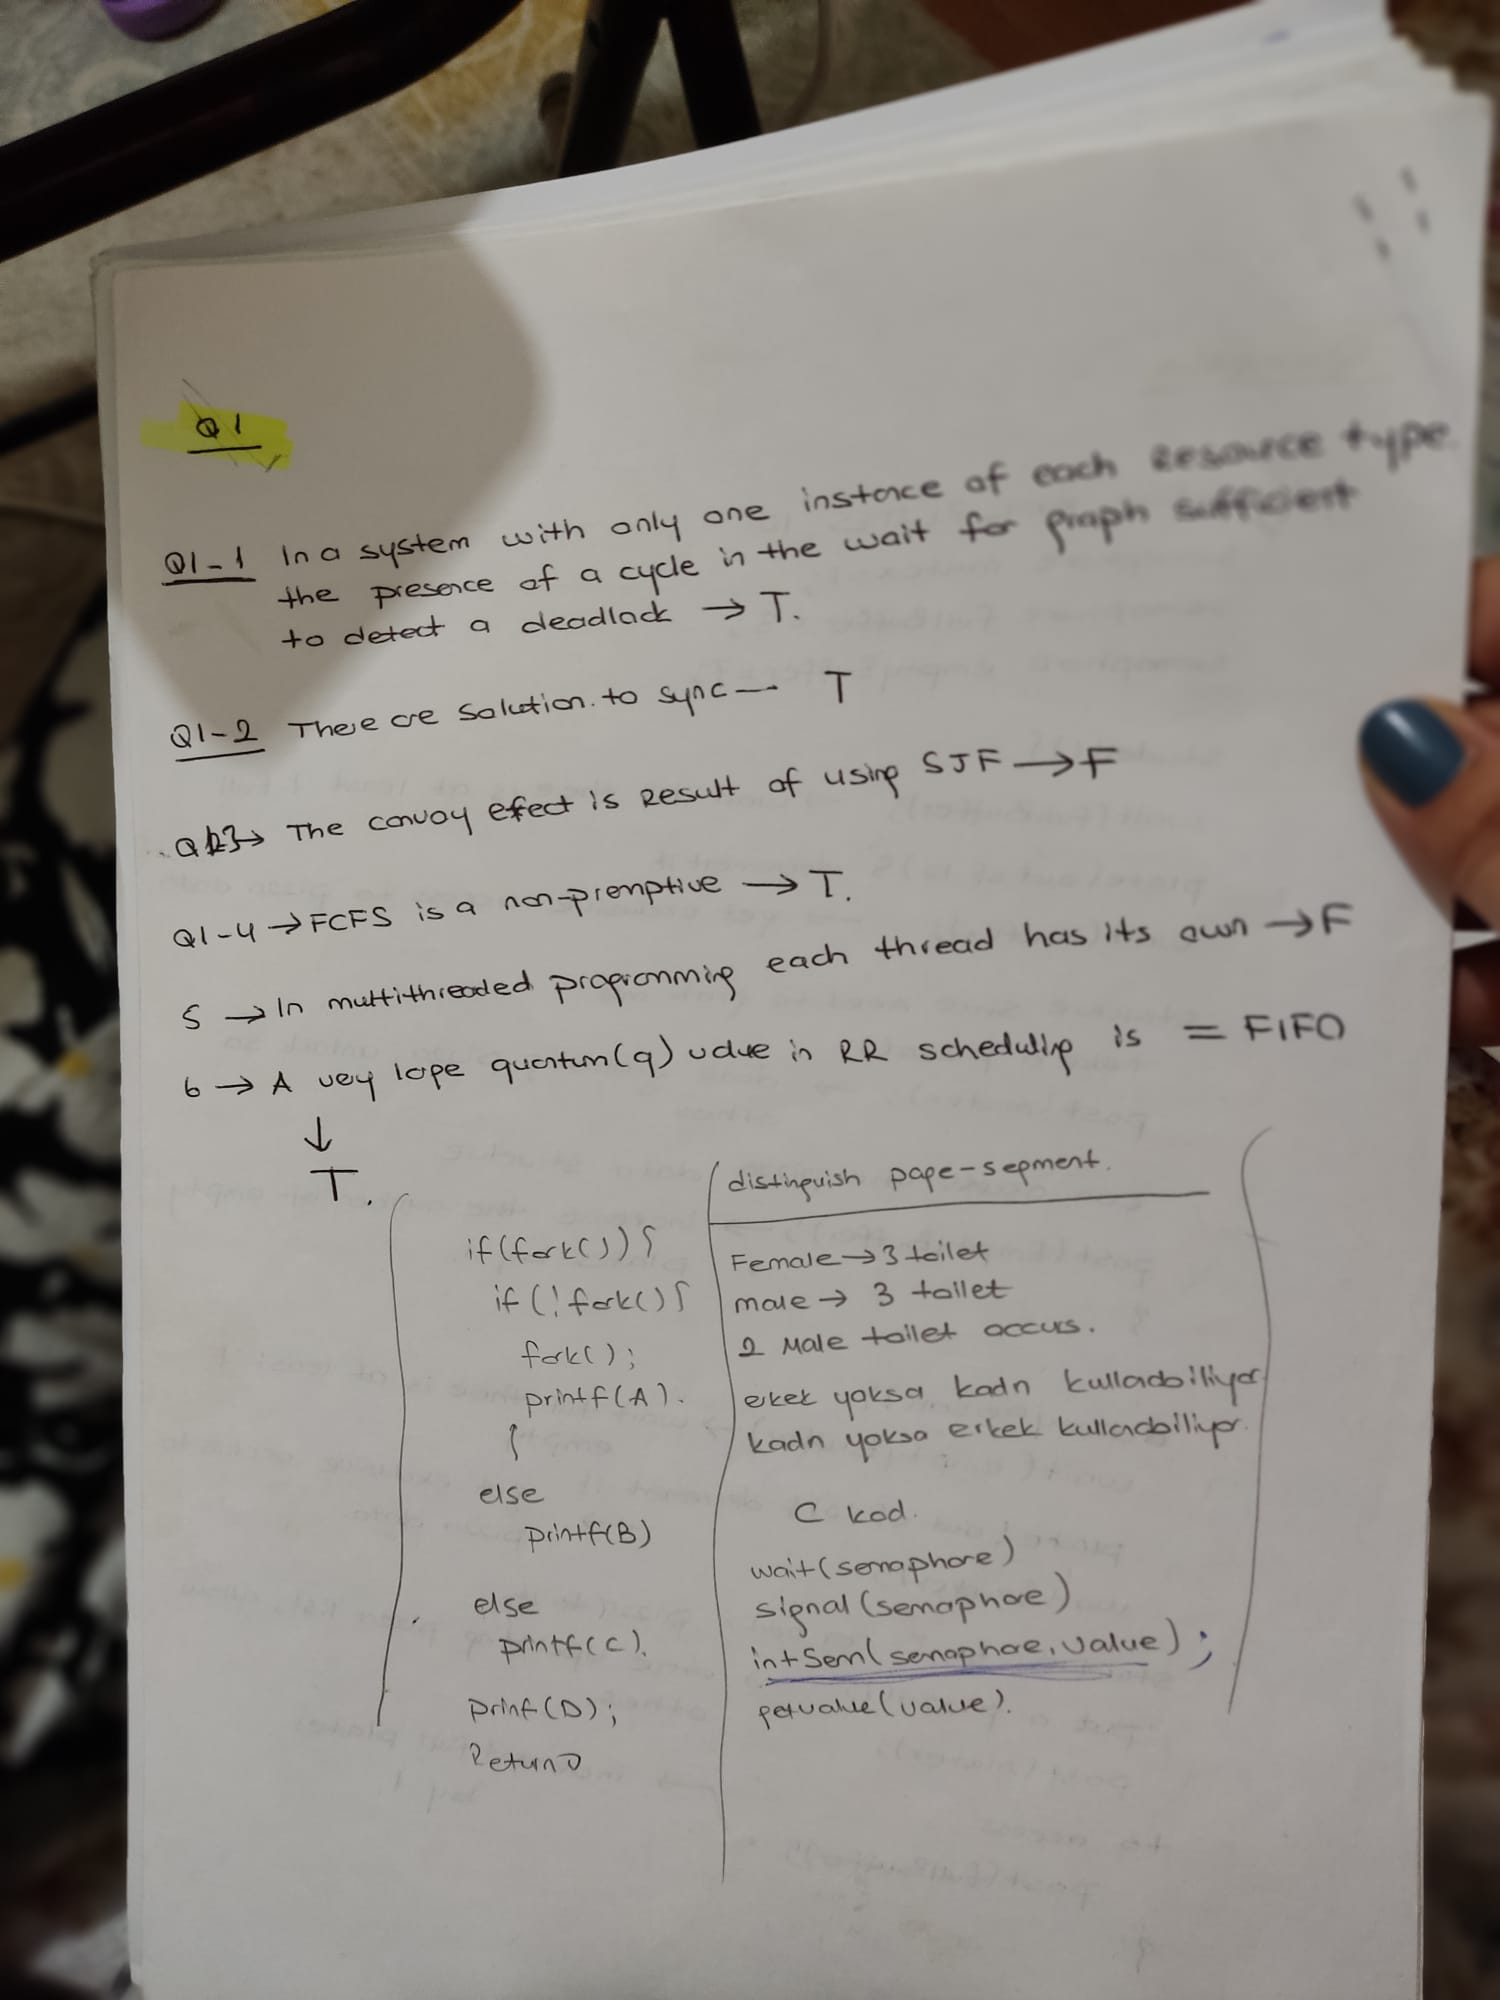 Q1
Q1-1 In a system with only one instance of each Resource type
the presence of a cycle in the wait for graph sufficient
to detect a deadlock → T.
Q1-2 There are solution. to sync — T
Q1-3→ The convoy efect is Result of using SJF → F
Q1-4 → FCFS is a non-premptive → T.
5 → In multithreaded programming each thread has its own → F
6 → A vey large quantum(q) value in RR scheduling is = FIFO
↓
T.
if(fork()) {
if(!fork() {
fork();
printf(A).
}
else
printf(B)
else
printf(C).
Prinf(D);
Return 0
distinguish page-segment.
Female → 3 toilet
male → 3 toilet
2 Male toilet occurs.
erkek yoksa kadın kullanabiliyor
kadın yoksa erkek kullanabiliyor.
C kod.
wait(semaphore)
signal(semaphore)
intSem(semaphore, value);
getvalue(value).